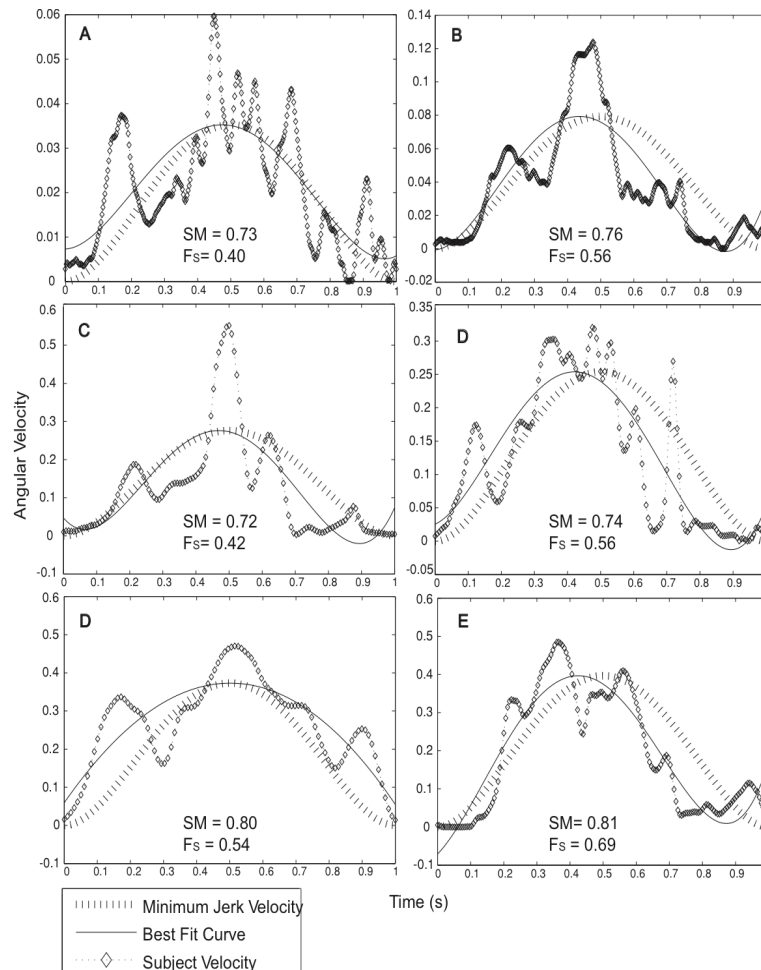 A
0.06
0.05
0.04
0.03
0.02
0.01
0
SM = 0.73
Fs= 0.40
0 0.1 0.2 0.3 0.4 0.5 0.6 0.7 0.8 0.9 1
B
0.14
0.12
0.10
0.08
0.06
0.04
0.02
0
-0.02
SM = 0.76
Fs= 0.56
0 0.1 0.2 0.3 0.4 0.5 0.6 0.7 0.8 0.9
C
0.6
0.5
0.4
0.3
0.2
0.1
0
-0.1
SM = 0.72
Fs= 0.42
0 0.1 0.2 0.3 0.4 0.5 0.6 0.7 0.8 0.9 1
D
0.35
0.3
0.25
0.20
0.15
0.1
0.05
0
-0.05
SM = 0.74
Fs = 0.56
0 0.1 0.2 0.3 0.4 0.5 0.6 0.7 0.8 0.9
Angular Velocity
D
0.6
0.5
0.4
0.3
0.2
0.1
0
-0.1
SM = 0.80
Fs = 0.54
0 0.1 0.2 0.3 0.4 0.5 0.6 0.7 0.8 0.9 1
E
0.6
0.5
0.4
0.3
0.2
0.1
0
-0.1
SM= 0.81
Fs = 0.69
0 0.1 0.2 0.3 0.4 0.5 0.6 0.7 0.8 0.9
Time (s)
Minimum Jerk Velocity
Best Fit Curve
Subject Velocity